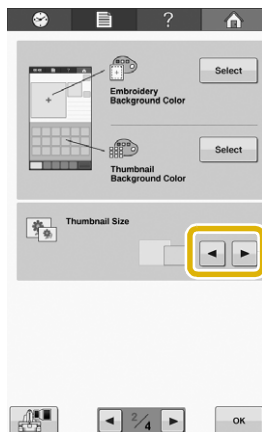 ?
Embroidery
Background Color
Select
Thumbnail
Background Color
Select
Thumbnail Size
2/4
OK